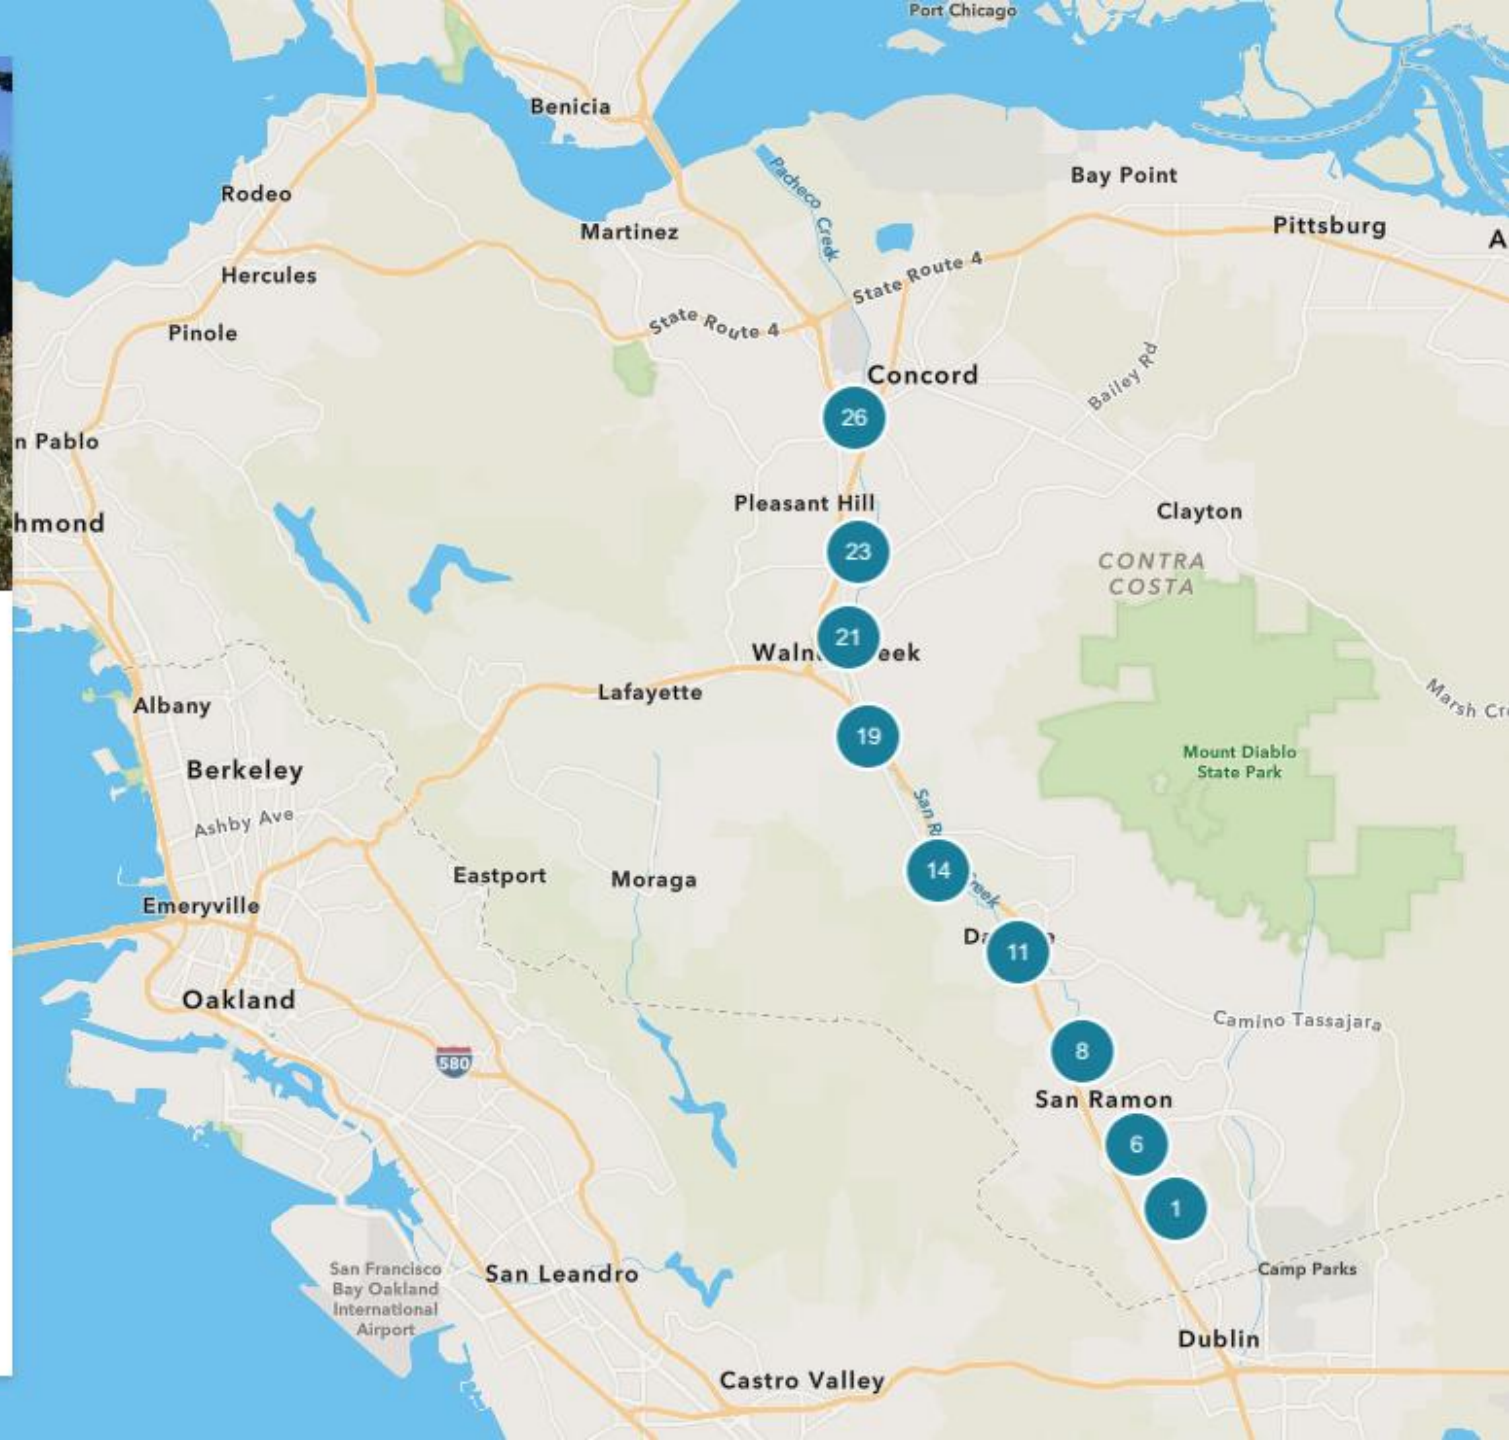 Port Chicago
Benicia
Pacheco Creek
Bay Point
Rodeo
Martinez
Pittsburg
A
State Route 4
Hercules
State Route 4
Pinole
Concord
Bailey Rd
26
n Pablo
Pleasant Hill
Clayton
hmond
23
CONTRA
COSTA
21
Waln eek
Lafayette
Marsh Cr
Albany
19
Mount Diablo
State Park
Berkeley
San R
Ashby Ave
14
reek
Eastport
Moraga
Emeryville
Da e
11
Oakland
Camino Tassajara
8
580
San Ramon
6
1
San Francisco
Bay Oakland
International
Airport
San Leandro
Camp Parks
Dublin
Castro Valley